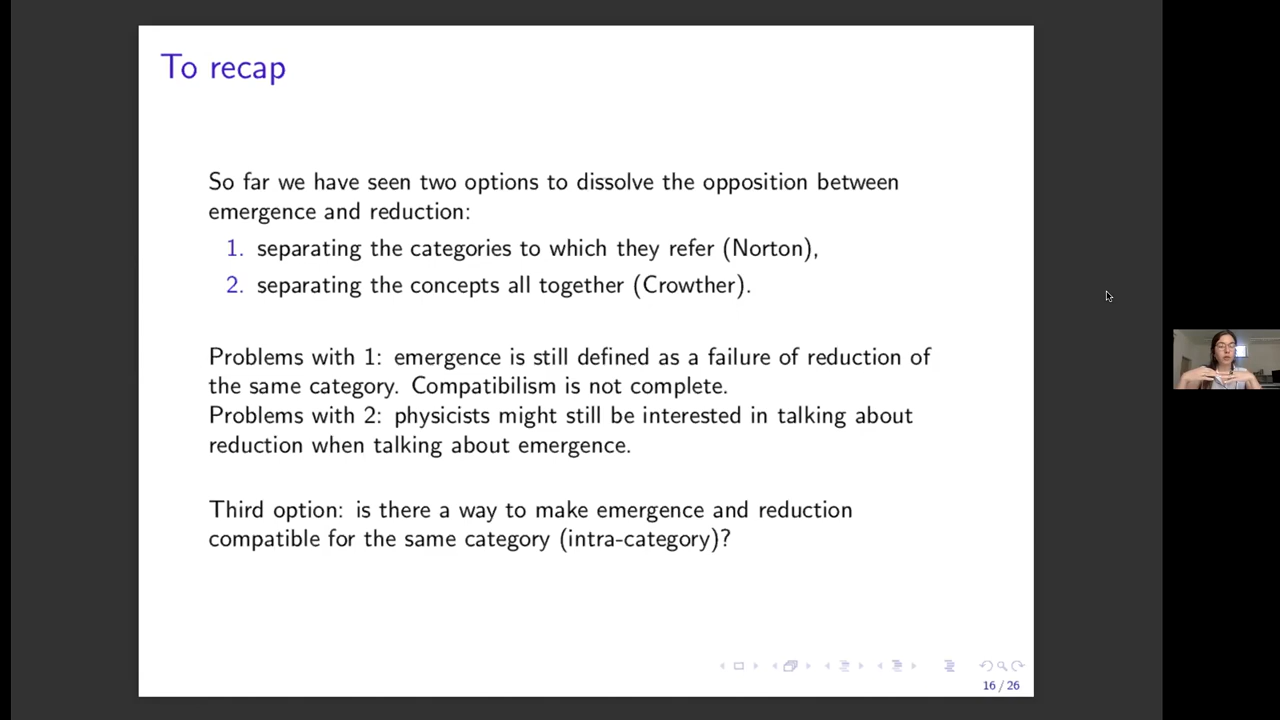 To recap
So far we have seen two options to dissolve the opposition between
emergence and reduction:
1. separating the categories to which they refer (Norton),
2. separating the concepts all together (Crowther).
Problems with 1: emergence is still defined as a failure of reduction of
the same category. Compatibilism is not complete.
Problems with 2: physicists might still be interested in talking about
reduction when talking about emergence.
Third option: is there a way to make emergence and reduction
compatible for the same category (intra-category)?
16 / 26